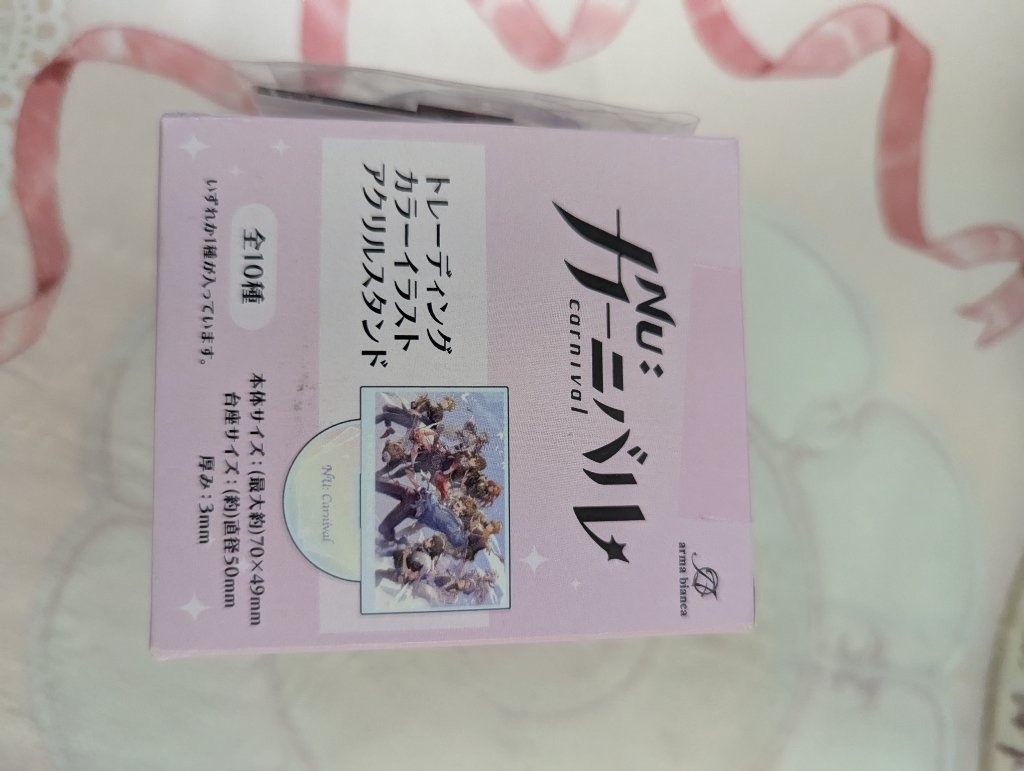 arma bianca
NU:
カーニバル
carnival
トレーディング
カラーイラスト
アクリルスタンド
NU: Carnival
全10種
いずれか1種が入っています。
本体サイズ：(最大約)70×49mm
台座サイズ：(約)直径50mm
厚み：3mm